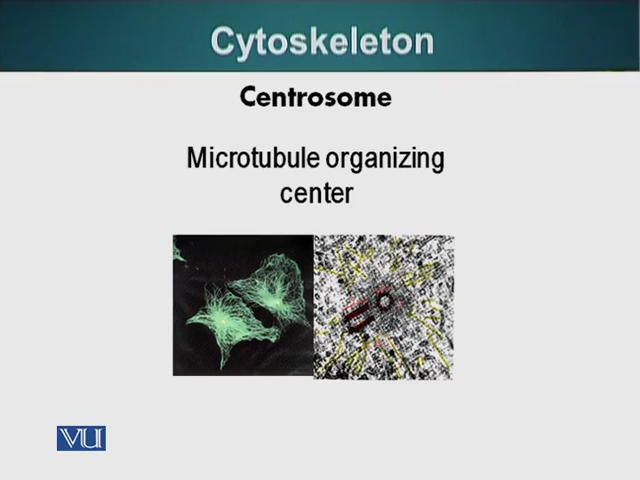 Cytoskeleton
Centrosome
Microtubule organizing
center
VU